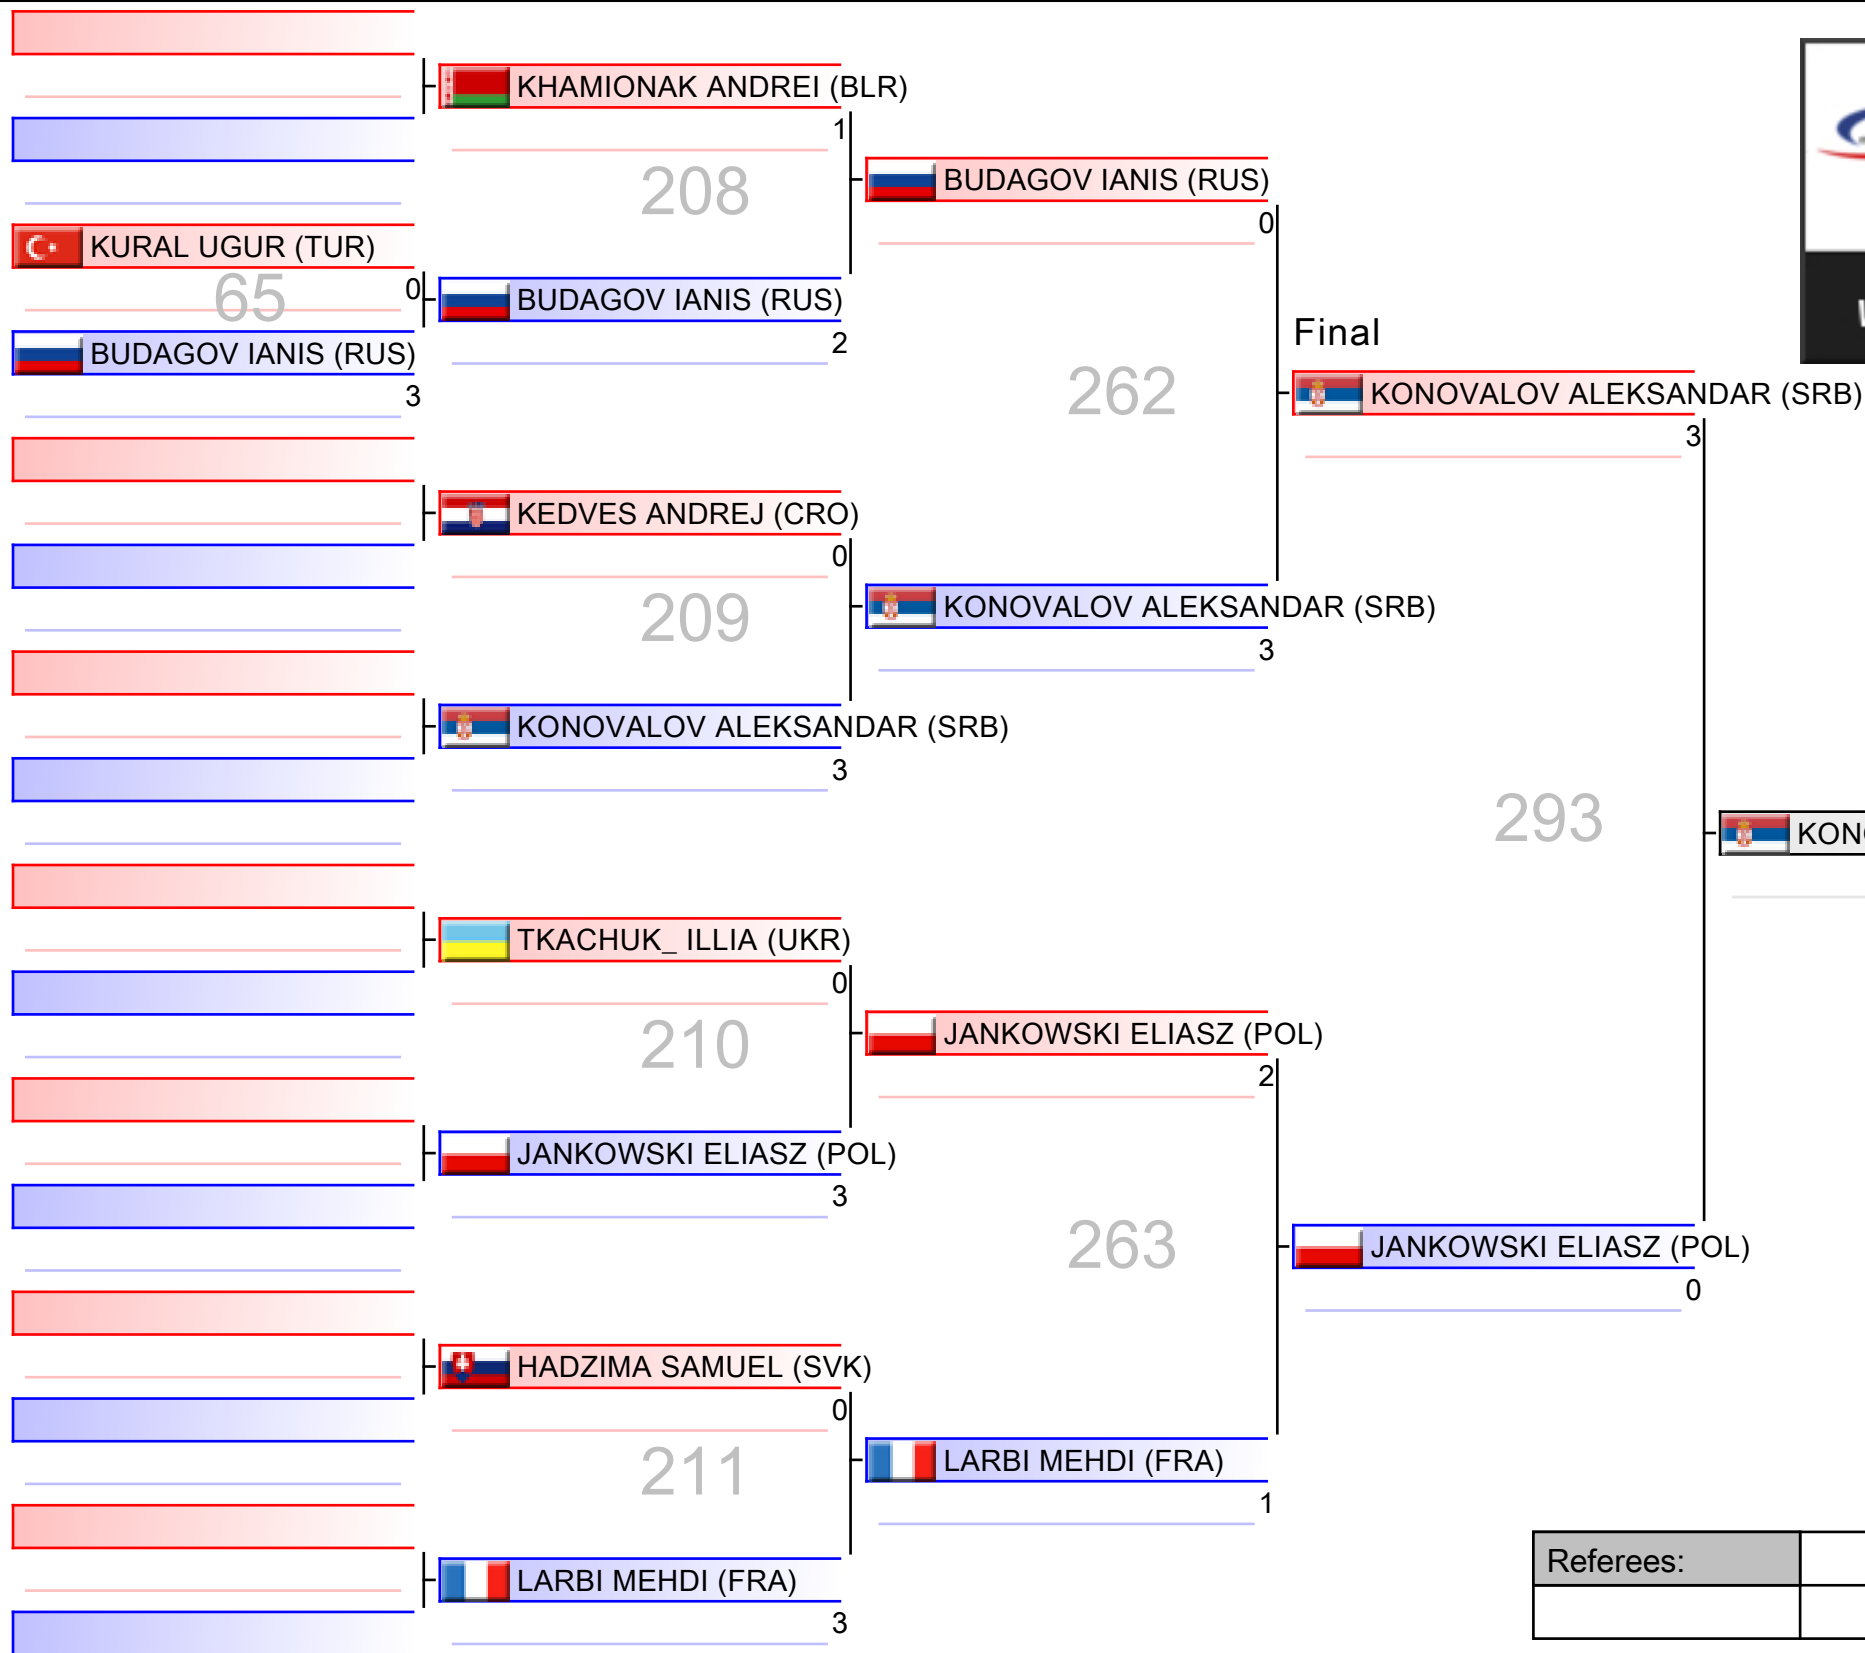 KHAMIONAK ANDREI (BLR)
1
208
BUDAGOV IANIS (RUS)
0
KURAL UGUR (TUR)
0
65
BUDAGOV IANIS (RUS)
2
BUDAGOV IANIS (RUS)
3
262
Final
KONOVALOV ALEKSANDAR (SRB)
3
KEDVES ANDREJ (CRO)
0
209
KONOVALOV ALEKSANDAR (SRB)
3
KONOVALOV ALEKSANDAR (SRB)
3
293
TKACHUK_ ILLIA (UKR)
0
210
JANKOWSKI ELIASZ (POL)
2
JANKOWSKI ELIASZ (POL)
3
263
JANKOWSKI ELIASZ (POL)
0
HADZIMA SAMUEL (SVK)
0
211
LARBI MEHDI (FRA)
1
LARBI MEHDI (FRA)
3
Referees: